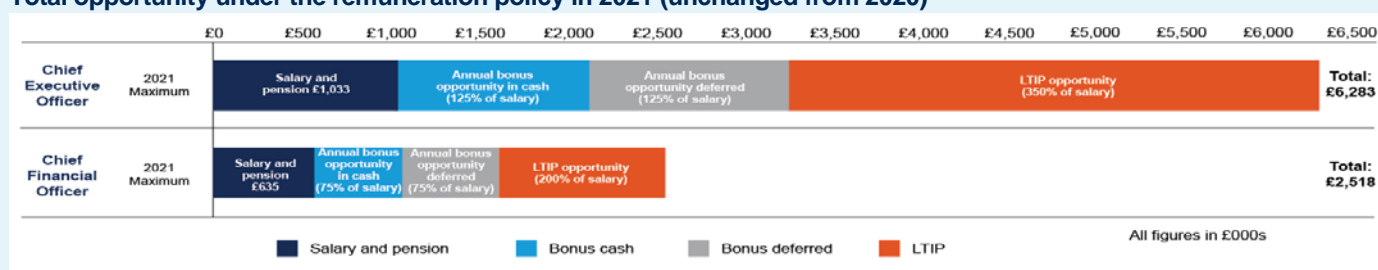 Total opportunity under the remuneration policy in 2021 (unchanged from 2020)
£0 £500 £1,000 £1,500 £2,000 £2,500 £3,000 £3,500 £4,000 £4,500 £5,000 £5,500 £6,000 £6,500
Chief
Executive
Officer
2021
Maximum
Salary and
pension £1,033
Annual bonus
opportunity in cash
(125% of salary)
Annual bonus
opportunity deferred
(125% of salary)
LTIP opportunity
(350% of salary)
Total:
£6,283
Chief
Financial
Officer
2021
Maximum
Salary and
pension
£635
Annual bonus
opportunity
in cash
(75% of salary)
Annual bonus
opportunity
deferred
(75% of salary)
LTIP opportunity
(200% of salary)
Total:
£2,518
Salary and pension
Bonus cash
Bonus deferred
LTIP
All figures in £000s